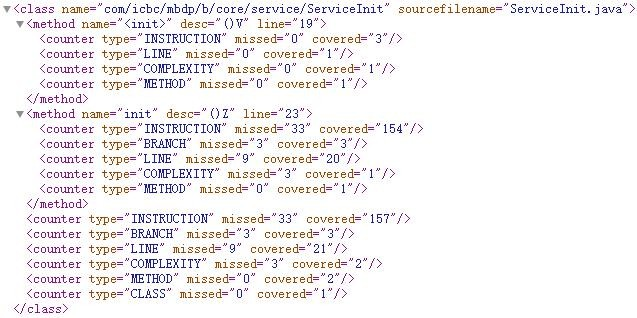 <class name="com/icbc/mbdp/b/core/service/ServiceInit" sourcefilename="ServiceInit.java">
<method name="<init>" desc="()V" line="19">
<counter type="INSTRUCTION" missed="0" covered="3"/>
<counter type="LINE" missed="0" covered="1"/>
<counter type="COMPLEXITY" missed="0" covered="1"/>
<counter type="METHOD" missed="0" covered="1"/>
</method>
<method name="init" desc="()Z" line="23">
<counter type="INSTRUCTION" missed="33" covered="154"/>
<counter type="BRANCH" missed="3" covered="3"/>
<counter type="LINE" missed="9" covered="20"/>
<counter type="COMPLEXITY" missed="3" covered="1"/>
<counter type="METHOD" missed="0" covered="1"/>
</method>
<counter type="INSTRUCTION" missed="33" covered="157"/>
<counter type="BRANCH" missed="3" covered="3"/>
<counter type="LINE" missed="9" covered="21"/>
<counter type="COMPLEXITY" missed="3" covered="2"/>
<counter type="METHOD" missed="0" covered="2"/>
<counter type="CLASS" missed="0" covered="1"/>
</class>